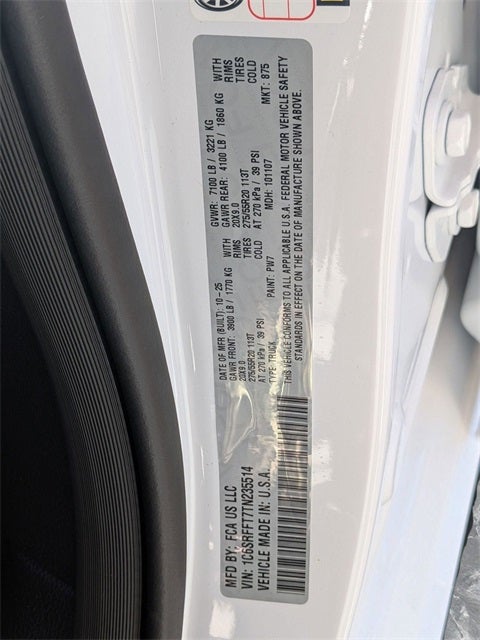 MFD BY: FCA US LLC
VIN: 1C6SRFFT7TN235514
VEHICLE MADE IN: U.S.A.
DATE OF MFR (BUILT): 10-25 GVWR: 7100 LB / 3221 KG
GAWR FRONT: 3900 LB / 1770 KG WITH GAWR REAR: 4100 LB / 1860 KG WITH
20X9.0 RIMS 20X9.0 RIMS
275/55R20 113T TIRES 275/55R20 113T TIRES
AT 270 kPa / 39 PSI COLD AT 270 kPa / 39 PSI COLD
TYPE: TRUCK PAINT: PW7 MDH: 101107 MKT: 875
THIS VEHICLE CONFORMS TO ALL APPLICABLE U.S.A. FEDERAL MOTOR VEHICLE SAFETY
STANDARDS IN EFFECT ON THE DATE OF MANUFACTURE SHOWN ABOVE.